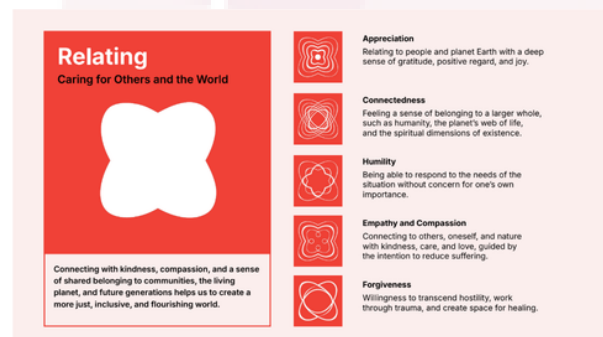 Relating
Caring for Others and the World
Connecting with kindness, compassion, and a sense
of shared belonging to communities, the living
planet, and future generations helps us to create a
more just, inclusive, and flourishing world.
Appreciation
Relating to people and planet Earth with a deep
sense of gratitude, positive regard, and joy.
Connectedness
Feeling a sense of belonging to a larger whole,
such as humanity, the planet's web of life,
and the spiritual dimensions of existence.
Humility
Being able to respond to the needs of the
situation without concern for one's own
importance.
Empathy and Compassion
Connecting to others, oneself, and nature
with kindness, care, and love, guided by
the intention to reduce suffering.
Forgiveness
Willingness to transcend hostility, work
through trauma, and create space for healing.